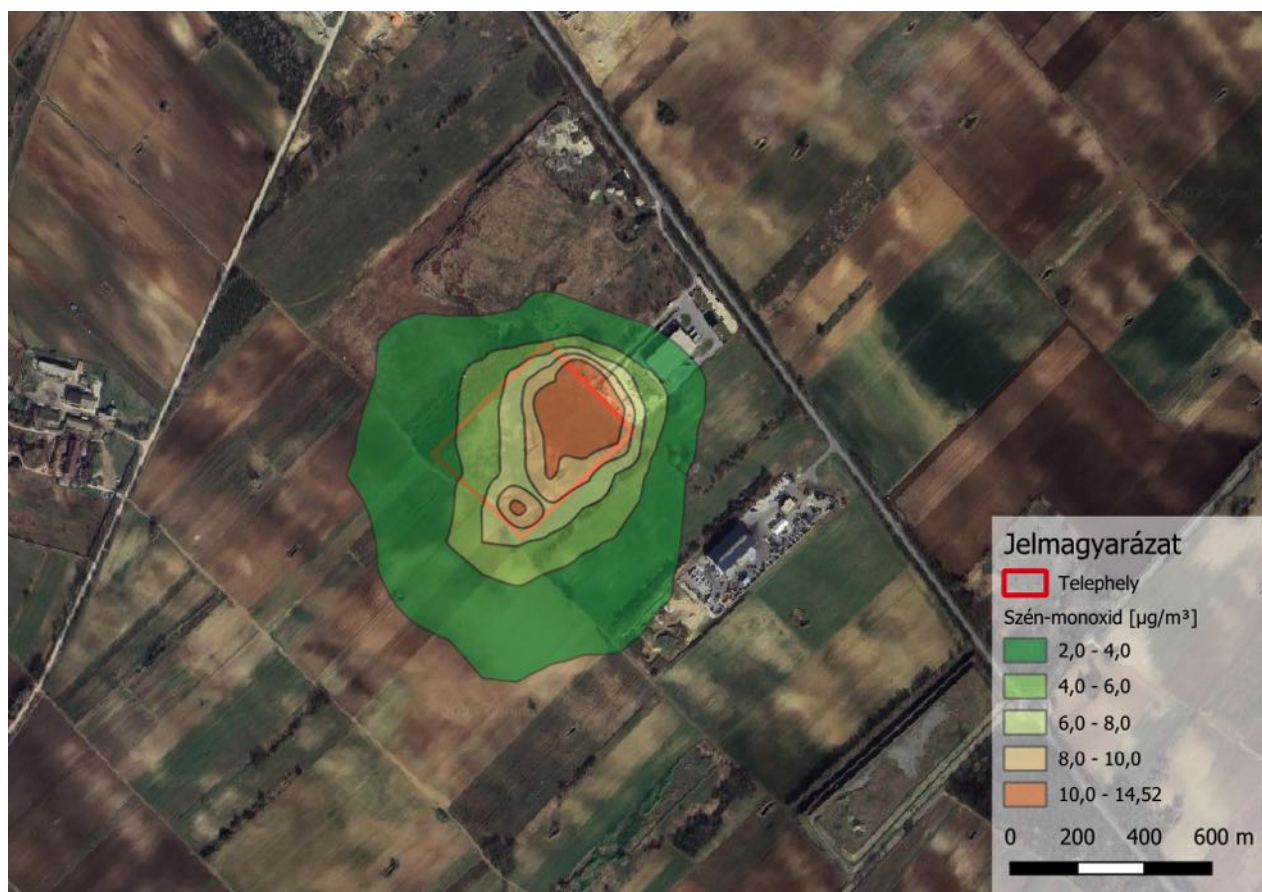 Jelmagyarázat
Telephely
Szén-monoxid [µg/m³]
2,0 - 4,0
4,0 - 6,0
6,0 - 8,0
8,0 - 10,0
10,0 - 14,52
0 200 400 600 m